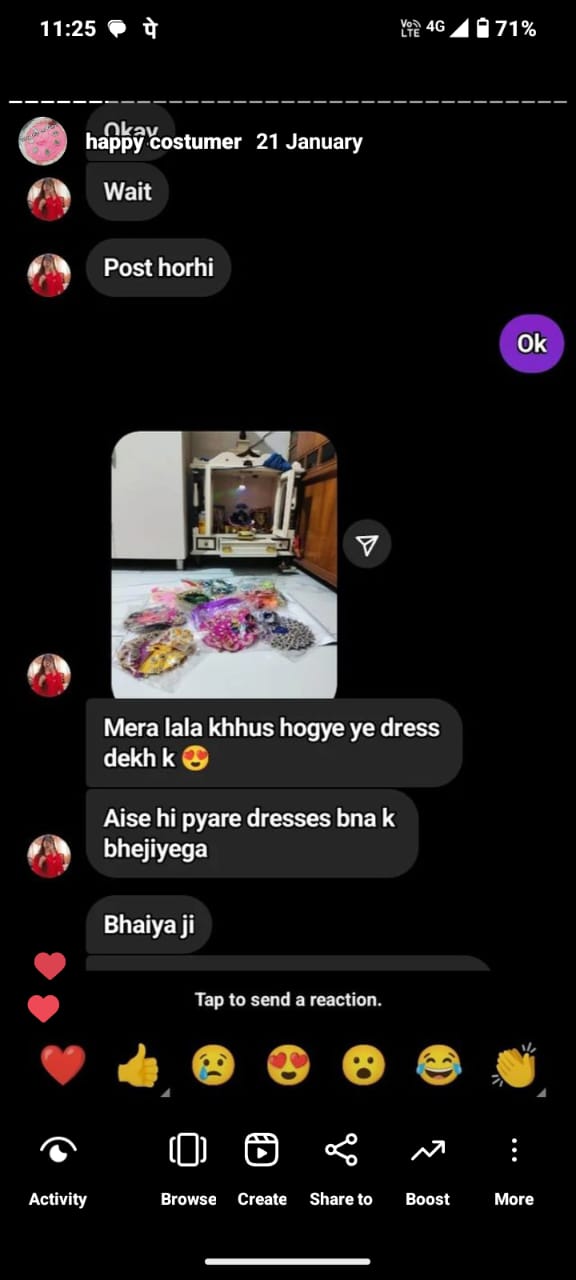 11:25 पे Vo)) LTE 4G 71%
Okay
happy costumer 21 January
Wait
Post horhi
Ok
Mera lala khhus hogye ye dress
dekh k 😍
Aise hi pyare dresses bna k
bhejiyega
Bhaiya ji
Tap to send a reaction.
Activity Browse Create Share to Boost More